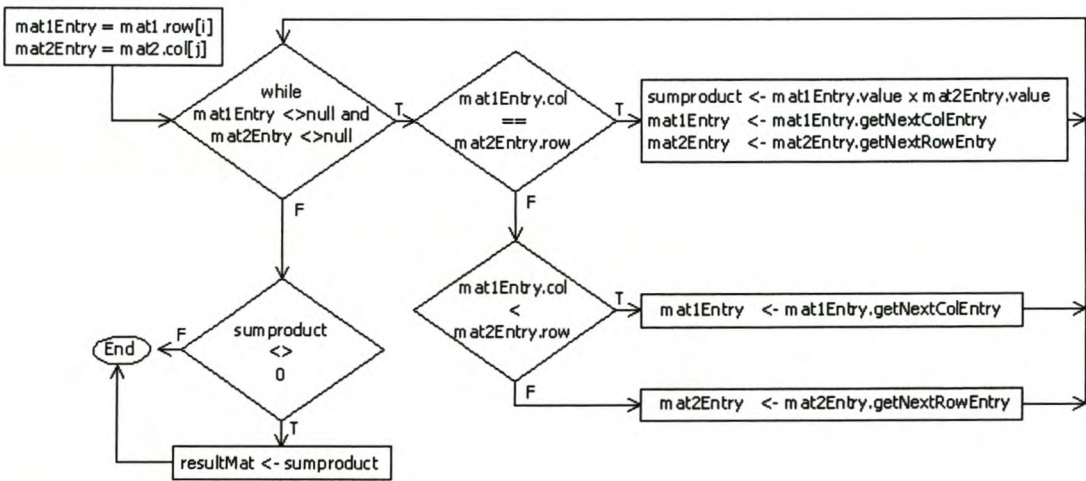 mat1Entry = mat1.row[i]
mat2Entry = mat2.col[j]
while
mat1Entry <>null and
mat2Entry <>null
T
F
mat1Entry.col
==
mat2Entry.row
T
F
sumproduct <- mat1Entry.value x mat2Entry.value
mat1Entry <- mat1Entry.getNextColEntry
mat2Entry <- mat2Entry.getNextRowEntry
mat1Entry.col
<
mat2Entry.row
T
F
mat1Entry <- mat1Entry.getNextColEntry
mat2Entry <- mat2Entry.getNextRowEntry
sumproduct
<>
0
F
T
End
resultMat <- sumproduct